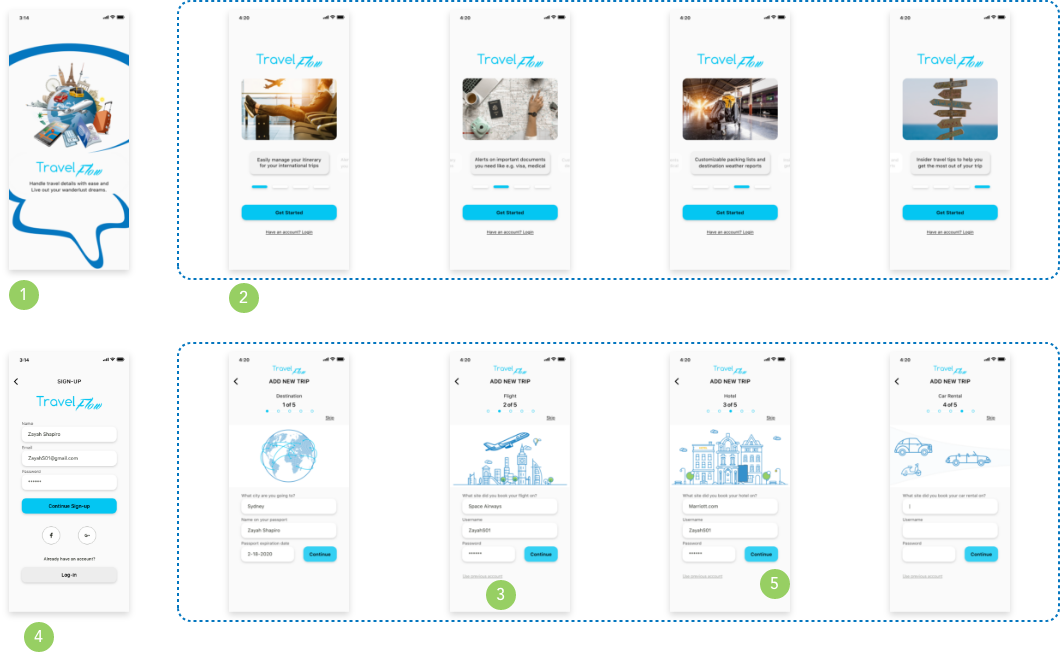 3:14
Travel Flow
Handle travel details with ease and
Live out your wanderlust dreams.
1
4:20
Travel Flow
Easily manage your itinerary
for your international trips
Get Started
Have an account? Login
2
4:20
Travel Flow
Alerts on important documents
you need like e.g. visa, medical
Get Started
Have an account? Login
4:20
Travel Flow
Customizable packing lists and
destination weather reports
Get Started
Have an account? Login
4:20
Travel Flow
Insider travel tips to help you
get the most out of your trip
Get Started
Have an account? Login
3:14
SIGN-UP
Travel Flow
Name
Zayah Shapiro
Email
Zayah501@gmail.com
Password
••••••
Continue Sign-up
f
G+
Already have an account?
Log-in
4
4:20
Travel Flow
ADD NEW TRIP
Destination
1 of 5
Skip
What city are you going to?
Sydney
Name on your passport
Zayah Shapiro
Passport expiration date
2-18-2020
Continue
4:20
Travel Flow
ADD NEW TRIP
Flight
2 of 5
Skip
What site did you book your flight on?
Space Airways
Username
Zayah501
Password
••••••
Continue
Use previous account
3
4:20
Travel Flow
ADD NEW TRIP
Hotel
3 of 5
Skip
What site did you book your hotel on?
Marriott.com
Username
Zayah501
Password
••••••
Continue
Use previous account
5
4:20
Travel Flow
ADD NEW TRIP
Car Rental
4 of 5
Skip
What site did you book your car rental on?
Username
Password
Continue
Use previous account